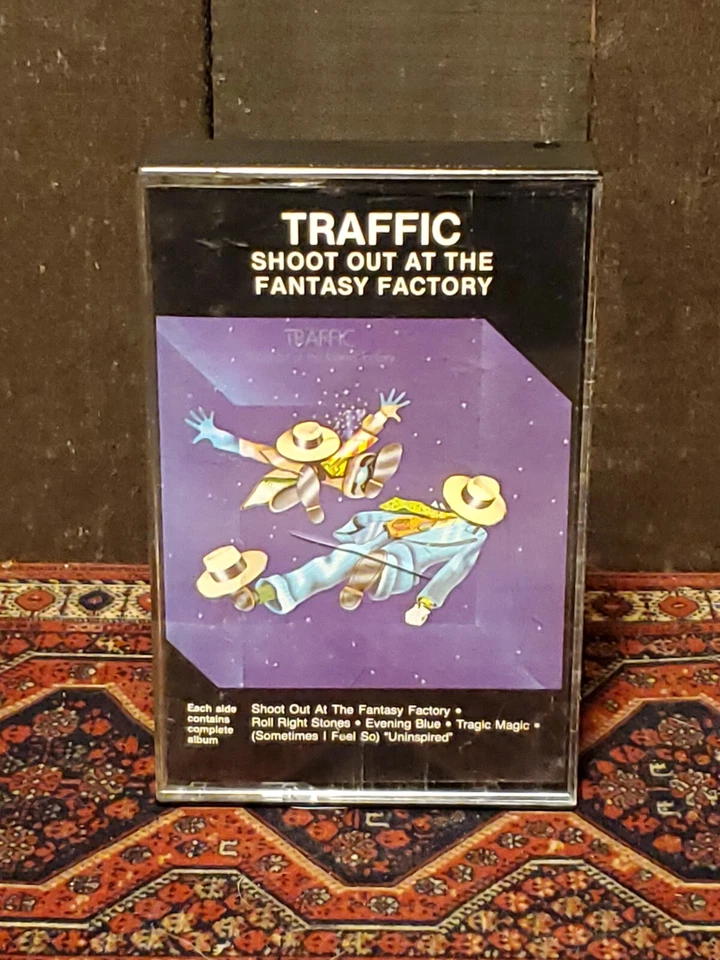 TRAFFIC
SHOOT OUT AT THE
FANTASY FACTORY
TRAFFIC
Each side
contains
complete
album
Shoot Out At The Fantasy Factory •
Roll Right Stones • Evening Blue • Tragic Magic •
(Sometimes I Feel So) "Uninspired"